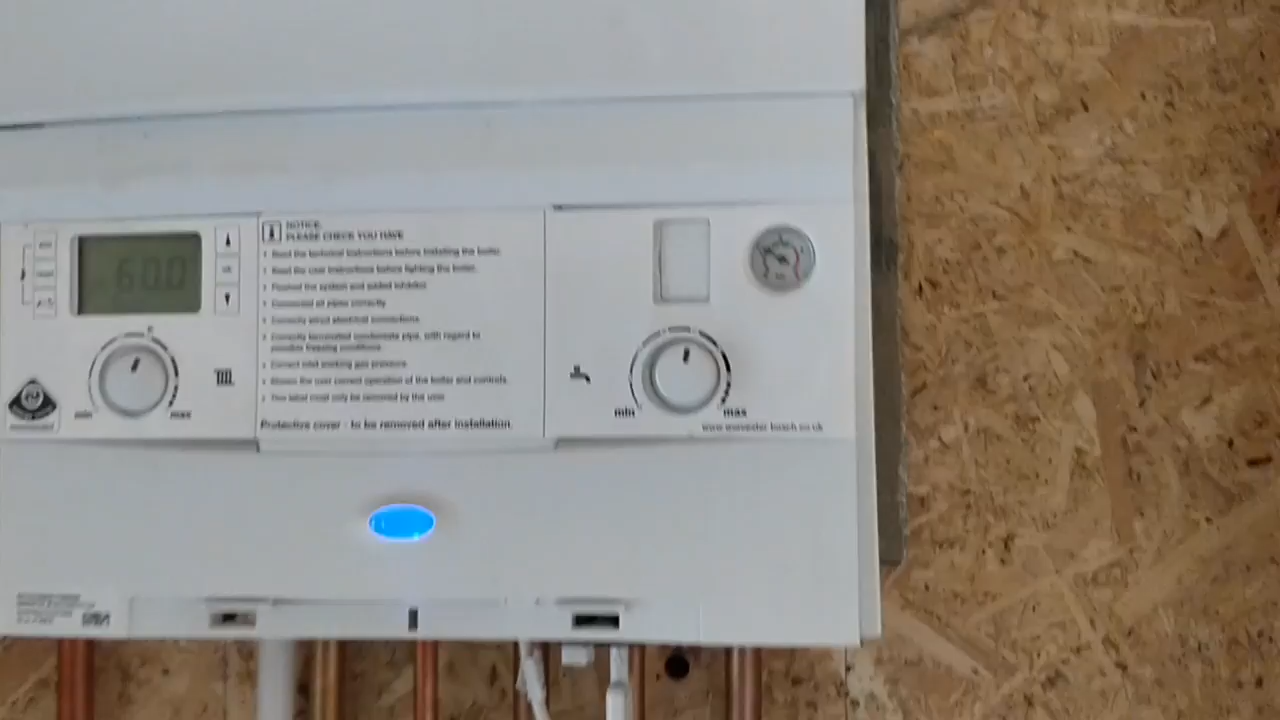 60.0
ok
min
max
NOTICE:
PLEASE CHECK YOU HAVE
• Read the technical instructions before installing the boiler.
• Read the user instructions before lighting the boiler.
• Flushed the system and added inhibitor.
• Connected all pipes correctly.
• Correctly wired electrical connections.
• Correctly terminated condensate pipe, with regard to
possible freezing conditions.
• Correct inlet working gas pressure.
• Shown the user correct operation of the boiler and controls.
• This label must only be removed by the user.
Protective cover - to be removed after installation.
min
max
www.worcester-bosch.co.uk